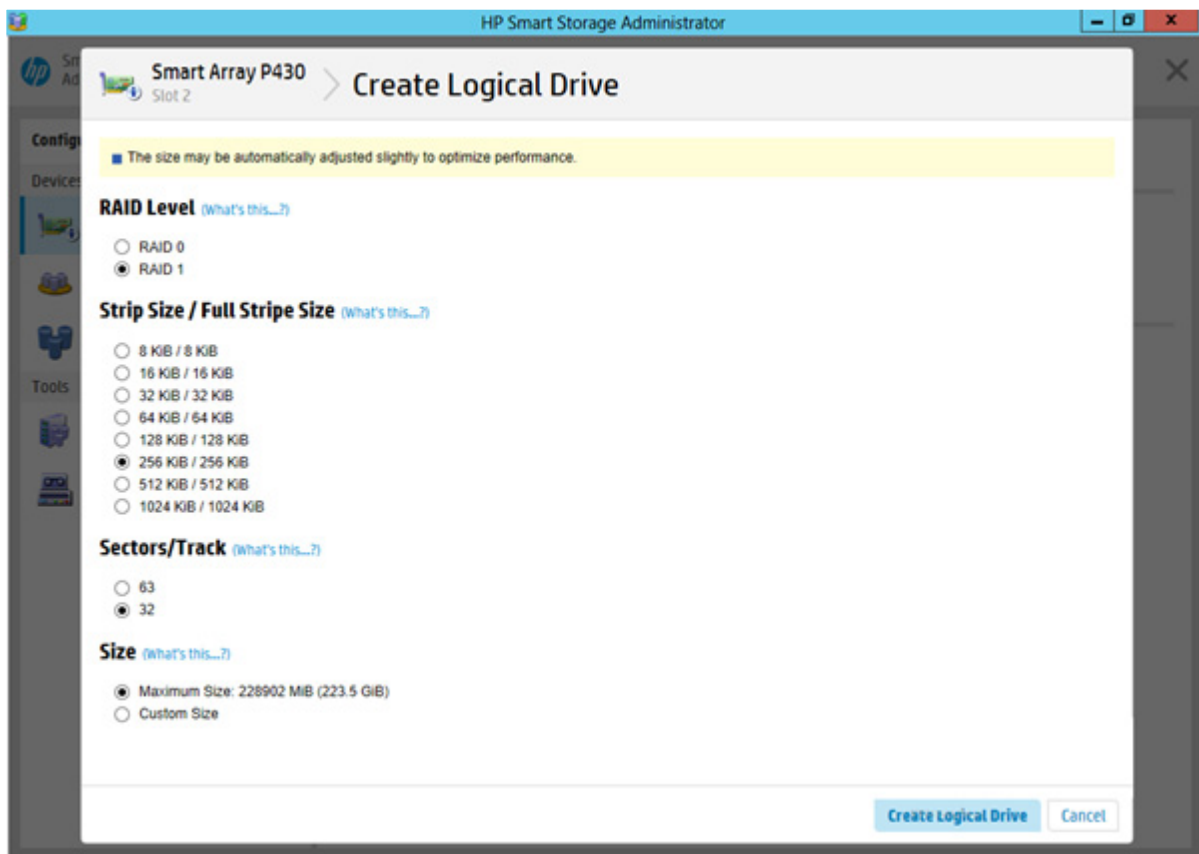 HP Smart Storage Administrator
hp
Smart Array P430
Slot 2
Create Logical Drive
The size may be automatically adjusted slightly to optimize performance.
RAID Level (What's this...?)
RAID 0
RAID 1
Strip Size / Full Stripe Size (What's this...?)
8 KiB / 8 KiB
16 KiB / 16 KiB
32 KiB / 32 KiB
64 KiB / 64 KiB
128 KiB / 128 KiB
256 KiB / 256 KiB
512 KiB / 512 KiB
1024 KiB / 1024 KiB
Sectors/Track (What's this...?)
63
32
Size (What's this...?)
Maximum Size: 228902 MiB (223.5 GiB)
Custom Size
Create Logical Drive
Cancel
Devices
Tools